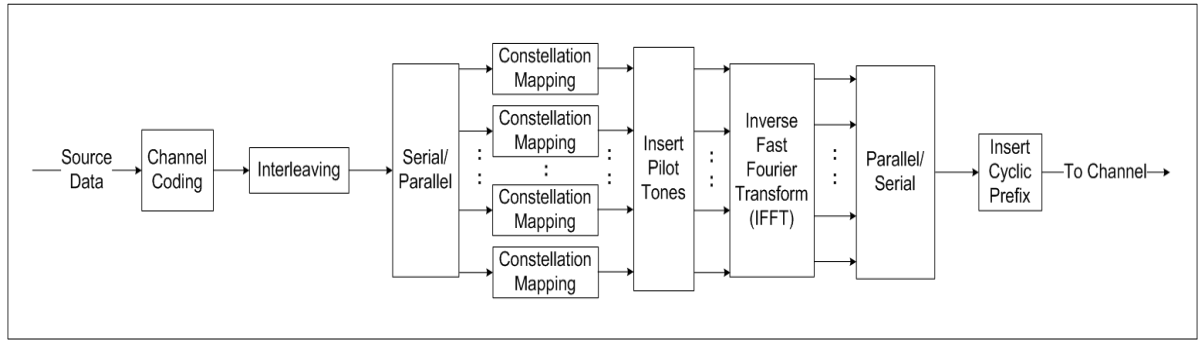 Source
Data
Channel
Coding
Interleaving
Serial/
Parallel
Constellation
Mapping
Constellation
Mapping
Constellation
Mapping
Constellation
Mapping
Insert
Pilot
Tones
Inverse
Fast
Fourier
Transform
(IFFT)
Parallel/
Serial
Insert
Cyclic
Prefix
To Channel